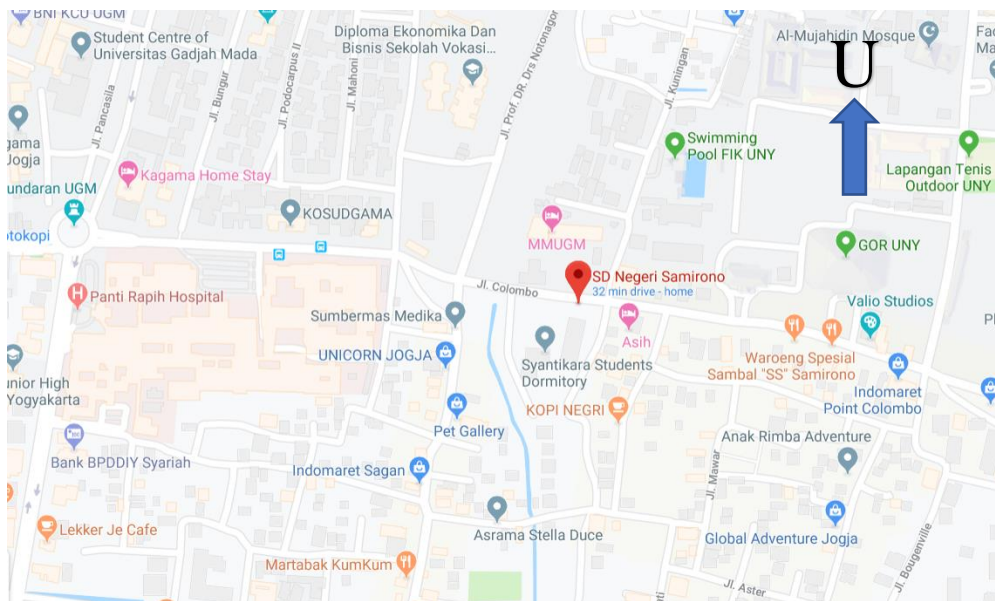 BNI KCU UGM
Student Centre of
Universitas Gadjah Mada
Diploma Ekonomika Dan
Bisnis Sekolah Vokasi...
Al-Mujahidin Mosque
U
Jl. Pancasila
Jl. Bungur
Jl. Podocarpus II
Jl. Mahoni
Jl. Prof. DR. Drs Notonagor
Jl. Kuningan
Swimming
Pool FIK UNY
Lapangan Tenis
Outdoor UNY
gama
Jogja
Kagama Home Stay
undaran UGM
KOSUDGAMA
otokopi
MMUGM
GOR UNY
SD Negeri Samirono
32 min drive - home
Jl. Colombo
Panti Rapih Hospital
Sumbermas Medika
Asih
Valio Studios
UNICORN JOGJA
Syantikara Students
Dormitory
Waroeng Spesial
Sambal "SS" Samirono
unior High
Yogyakarta
KOPI NEGRI
Indomaret
Point Colombo
Pet Gallery
Anak Rimba Adventure
Bank BPDDIY Syariah
Indomaret Sagan
Jl. Mawar
Lekker Je Cafe
Asrama Stella Duce
Global Adventure Jogja
Martabak KumKum
Jl. Bougenville
Jl. Aster